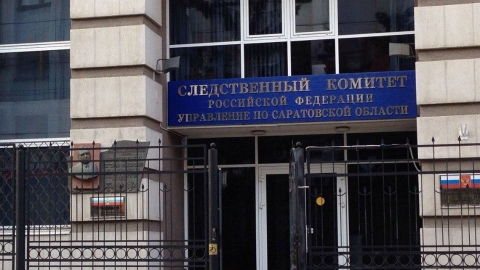 СЛЕДСТВЕННЫЙ КОМИТЕТ
РОССИЙСКОЙ ФЕДЕРАЦИИ
УПРАВЛЕНИЕ ПО САРАТОВСКОЙ ОБЛАСТИ